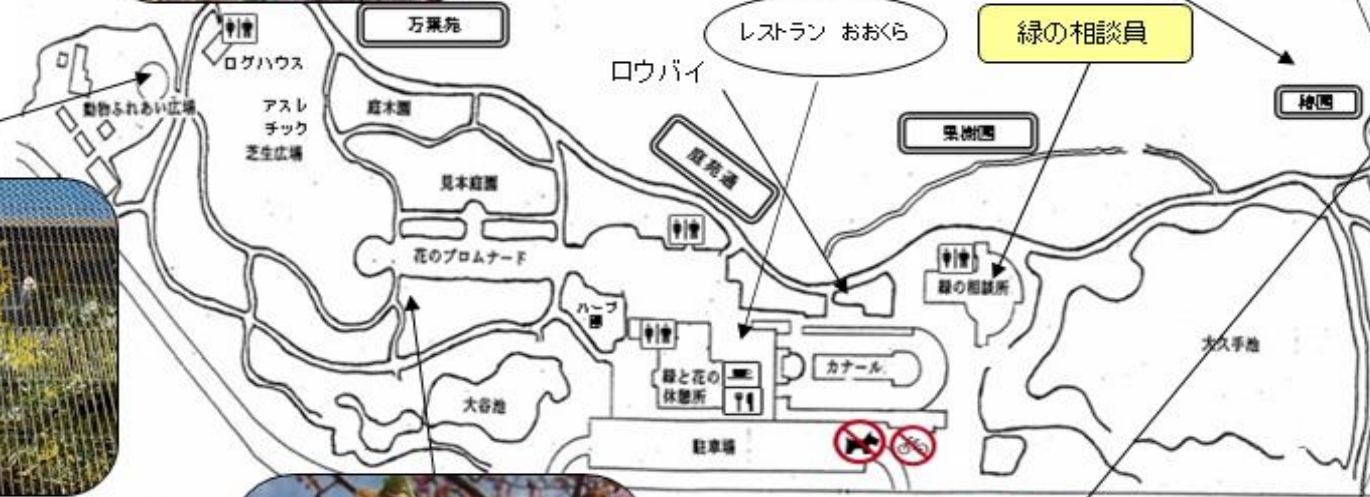 万葉苑
レストラン おおくら
緑の相談員
ログハウス
ロウバイ
動物ふれあい広場
アスレ
チック
芝生広場
庭木園
庭苑通
果樹園
椿園
見本庭園
花のプロムナード
緑の相談所
ハーブ
園
大久手池
カナール
緑と花の
休憩所
大谷池
駐車場